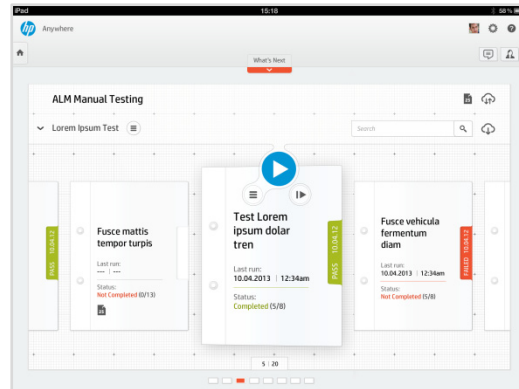 iPad
15:18
58 %
hp
Anywhere
What's Next
ALM Manual Testing
Lorem Ipsum Test
Search
PASS 10.04.12
Fusce mattis
tempor turpis
Last run:
--- | ---
Status:
Not Completed (0/13)
Test Lorem
ipsum dolar
tren
Last run:
10.04.2013 | 12:34am
Status:
Completed (5/8)
PASS 10.04.12
Fusce vehicula
fermentum
diam
Last run:
10.04.2013 | 12:34am
Status:
Not Completed (5/8)
FAILED 10.04.12
5 | 20